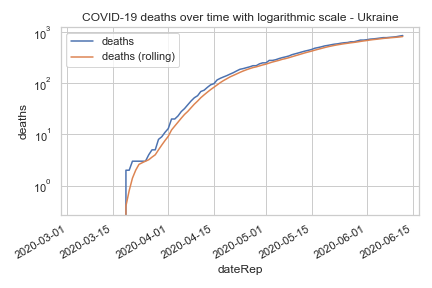 COVID-19 deaths over time with logarithmic scale - Ukraine
deaths
deaths (rolling)
10³
10²
10¹
10⁰
deaths
2020-03-01
2020-03-15
2020-04-01
2020-04-15
2020-05-01
2020-05-15
2020-06-01
2020-06-15
dateRep